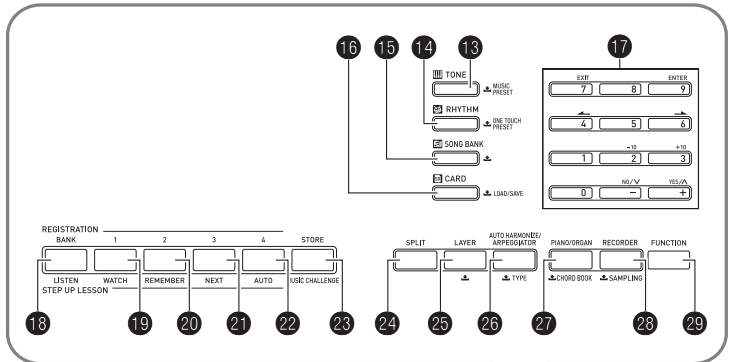 16 15 14 13 17
TONE
MUSIC PRESET
RHYTHM
ONE TOUCH PRESET
SONG BANK
CARD
LOAD/SAVE
EXIT ENTER
7 8 9
4 5 6
-10 +10
1 2 3
NO/∨ YES/∧
0 − +
REGISTRATION
BANK 1 2 3 4 STORE
LISTEN WATCH REMEMBER NEXT AUTO USIC CHALLENGE
STEP UP LESSON
SPLIT LAYER AUTO HARMONIZE/ ARPEGGIATOR PIANO/ORGAN RECORDER FUNCTION
TYPE CHORD BOOK SAMPLING
18 19 20 21 22 23 24 25 26 27 28 29